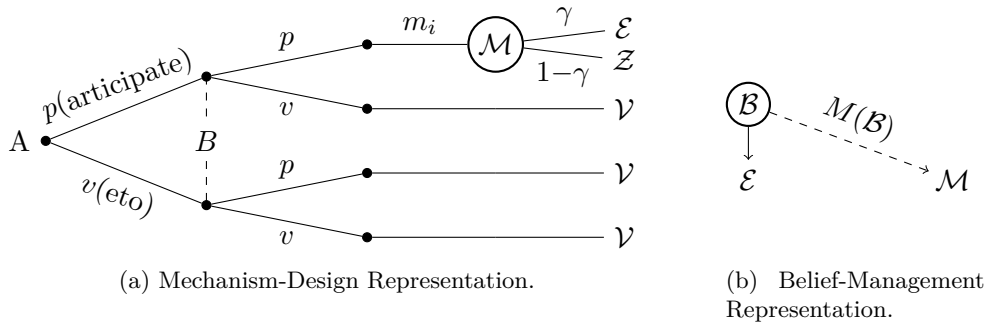 p
m_i
ℳ
γ
ℰ
1−γ
𝒵
p(articipate)
v
𝒱
A
B
v(eto)
p
𝒱
v
𝒱
(a) Mechanism-Design Representation.
ℬ
M(ℬ)
ℰ
ℳ
(b) Belief-Management
Representation.